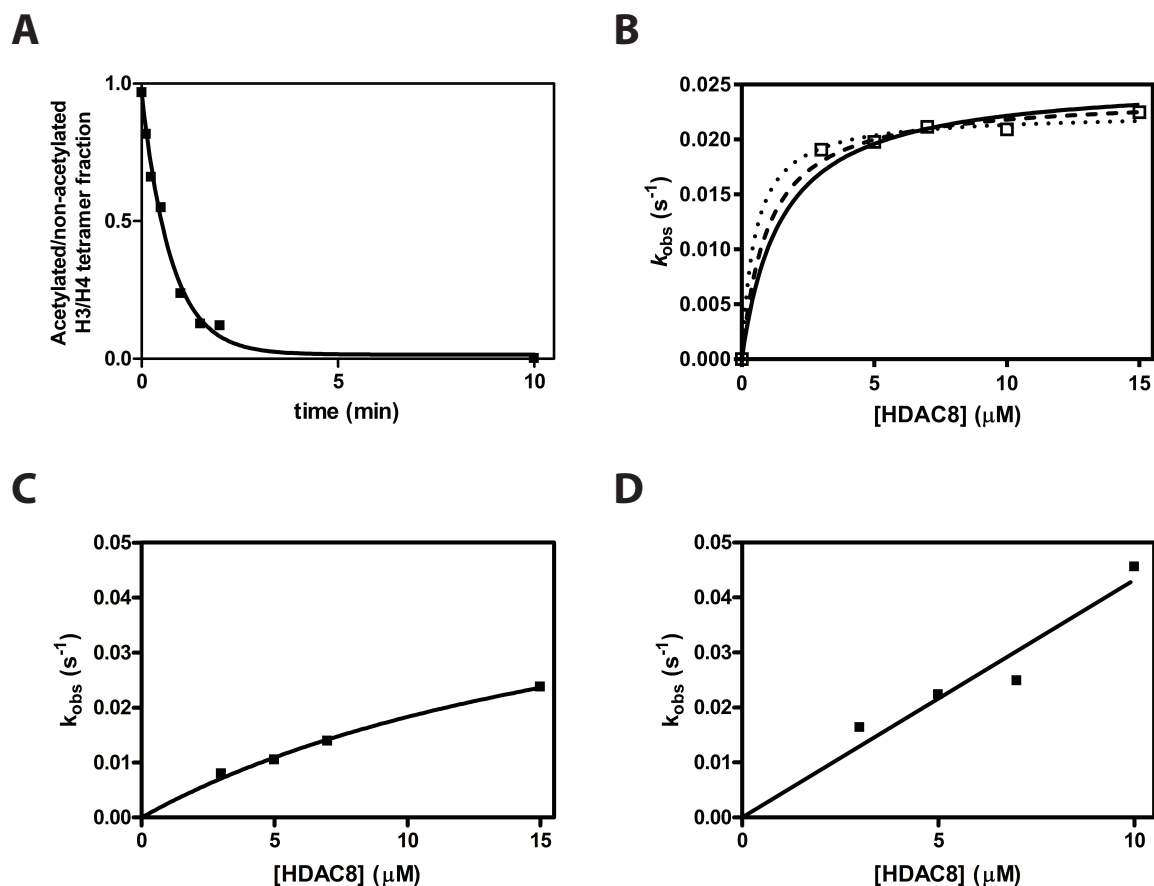 A
Acetylated/non-acetylated
H3/H4 tetramer fraction
1.0
0.5
0.0
0 5 10
time (min)
B
kobs (s-1)
0.025
0.020
0.015
0.010
0.005
0.000
0 5 10 15
[HDAC8] (μM)
C
kobs (s-1)
0.05
0.04
0.03
0.02
0.01
0.00
0 5 10 15
[HDAC8] (μM)
D
kobs (s-1)
0.05
0.04
0.03
0.02
0.01
0.00
0 5 10
[HDAC8] (μM)